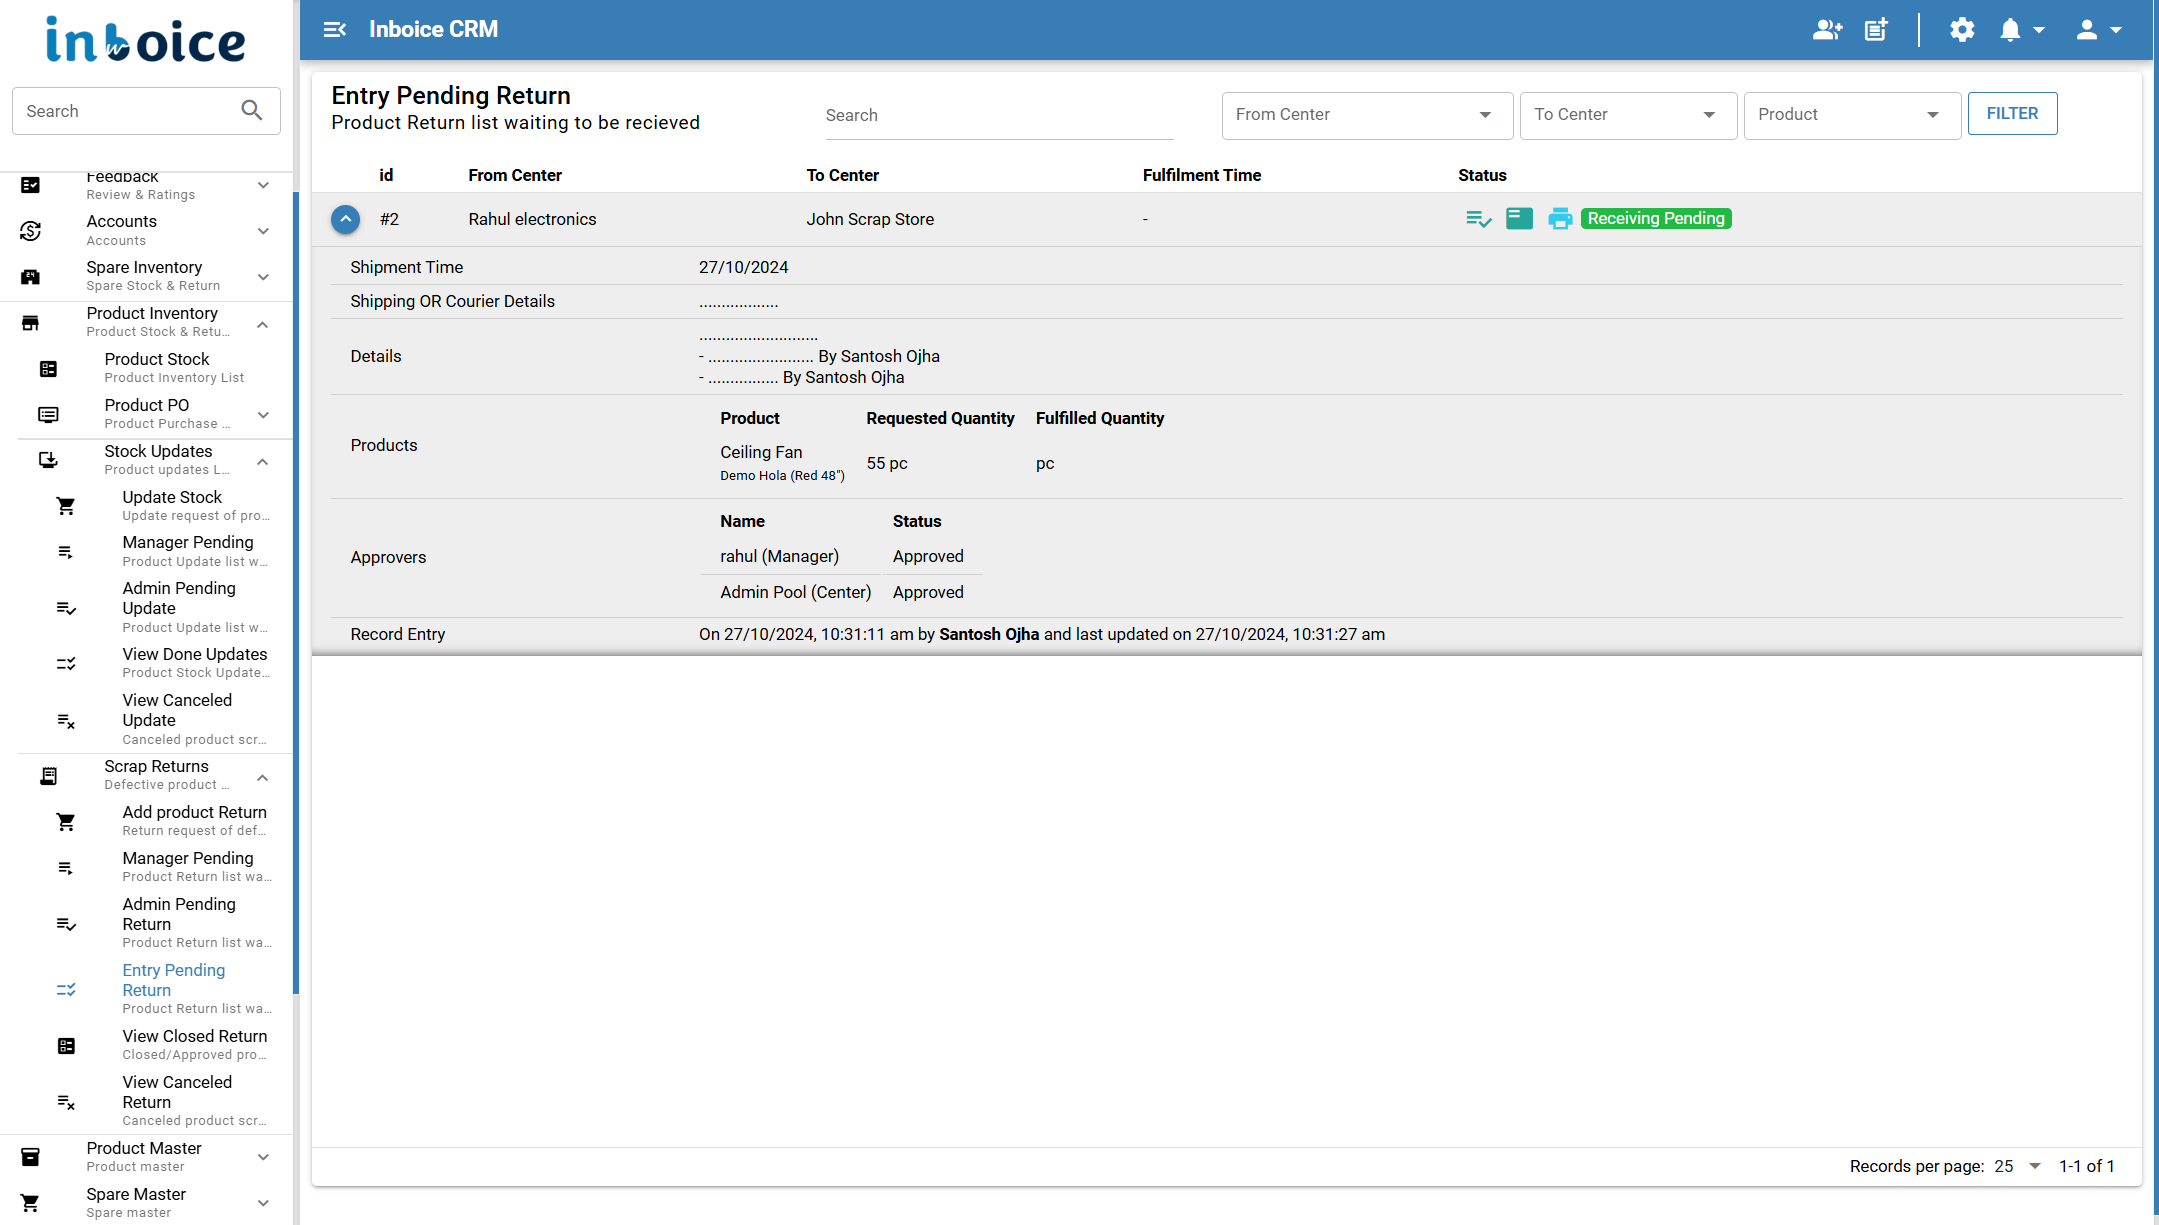 inboice
Inboice CRM
Search
Feedback
Review & Ratings
Accounts
Accounts
Spare Inventory
Spare Stock & Return
Product Inventory
Product Stock & Retu...
Product Stock
Product Inventory List
Product PO
Product Purchase ...
Stock Updates
Product updates L...
Update Stock
Update request of pro...
Manager Pending
Product Update list w...
Admin Pending
Update
Product Update list w...
View Done Updates
Product Stock Update...
View Canceled
Update
Canceled product scr...
Scrap Returns
Defective product ...
Add product Return
Return request of def...
Manager Pending
Product Return list wa...
Admin Pending
Return
Product Return list wa...
Entry Pending
Return
Product Return list wa...
View Closed Return
Closed/Approved pro...
View Canceled
Return
Canceled product scr...
Product Master
Product master
Spare Master
Spare master
Entry Pending Return
Product Return list waiting to be recieved
Search
From Center
To Center
Product
FILTER
id From Center To Center Fulfilment Time Status
#2 Rahul electronics John Scrap Store - Receiving Pending
Shipment Time 27/10/2024
Shipping OR Courier Details ..................
Details
...........................
- ........................ By Santosh Ojha
- ................ By Santosh Ojha
Products
Product Requested Quantity Fulfilled Quantity
Ceiling Fan
Demo Hola (Red 48")
55 pc pc
Approvers
Name Status
rahul (Manager) Approved
Admin Pool (Center) Approved
Record Entry On 27/10/2024, 10:31:11 am by Santosh Ojha and last updated on 27/10/2024, 10:31:27 am
Records per page: 25 1-1 of 1